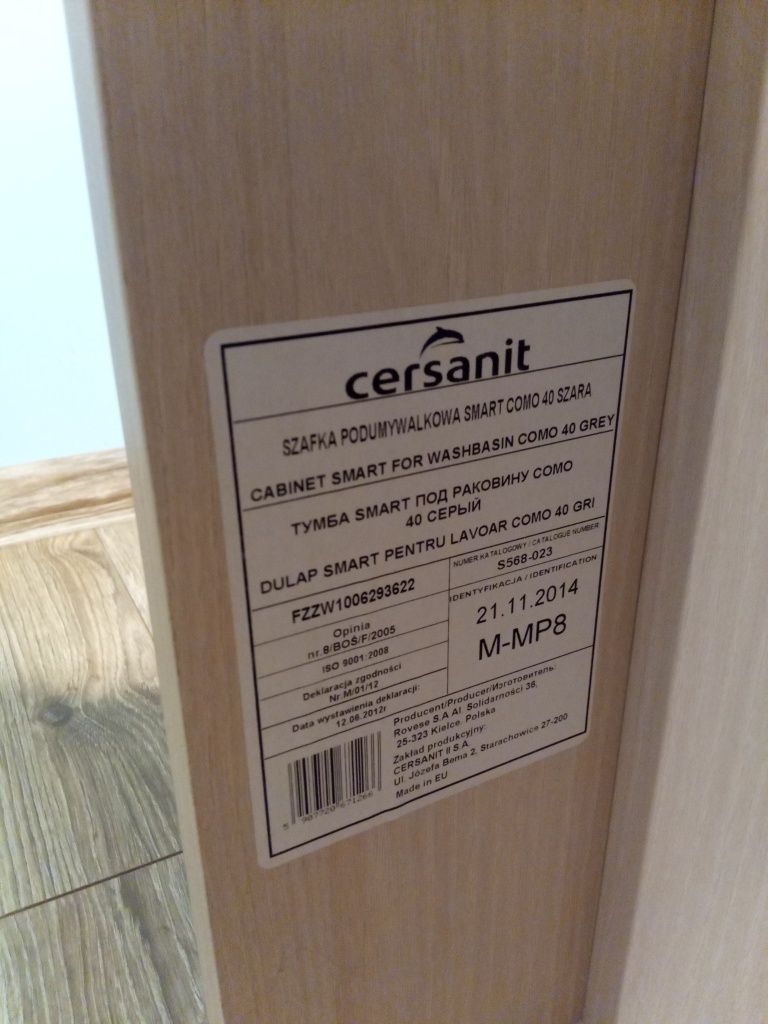 cersanit
SZAFKA PODUMYWALKOWA SMART COMO 40 SZARA
CABINET SMART FOR WASHBASIN COMO 40 GREY
ТУМБА SMART ПОД РАКОВИНУ COMO
40 СЕРЫЙ
DULAP SMART PENTRU LAVOAR COMO 40 GRI
FZZW1006293622
Opinia
nr.8/BOŚ/F/2005
ISO 9001:2008
Deklaracja zgodności
Nr M/01/12
Data wystawienia deklaracji:
12.06.2012r
NUMER KATALOGOWY / CATALOGUE NUMBER
S568-023
IDENTYFIKACJA / IDENTIFICATION
21.11.2014
M-MP8
Producent/Producer/Изготовитель:
Rovese S.A Al. Solidarności 36,
25-323 Kielce, Polska
Zakład produkcyjny:
CERSANIT II S.A.
Ul. Józefa Bema 2, Starachowice 27-200
Made in EU
5 907720 671266